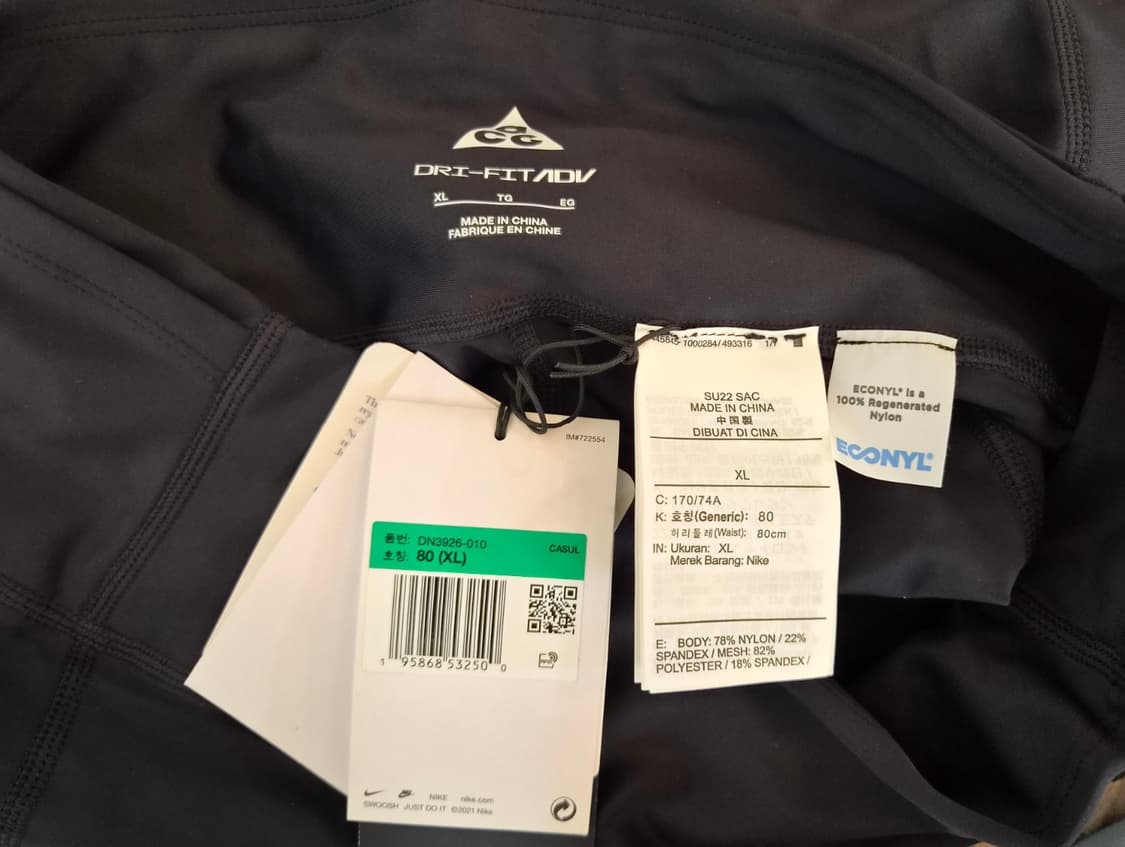 ACG
DRI-FIT ADV
XL TG EG
MADE IN CHINA
FABRIQUE EN CHINE
1000284/493316 1/
SU22 SAC
MADE IN CHINA
中国製
DIBUAT DI CINA
XL
C: 170/74A
K: 호칭(Generic): 80
허리둘레(Waist): 80cm
IN: Ukuran: XL
Merek Barang: Nike
E: BODY: 78% NYLON / 22%
SPANDEX / MESH: 82%
POLYESTER / 18% SPANDEX /
ECONYL® is a
100% Regenerated
Nylon
ECONYL®
IM#722554
품번: DN3926-010
호칭: 80 (XL)
CASUL
1 95868 53250 0
NIKE nike.com
SWOOSH JUST DO IT ©2021 Nike